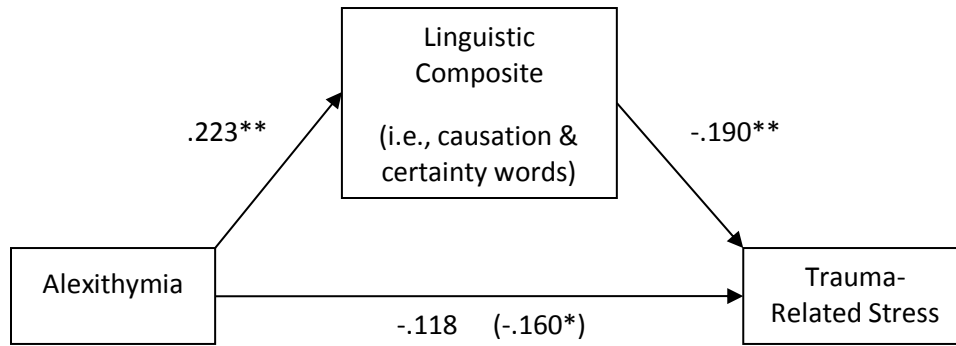 Linguistic
Composite
(i.e., causation &
certainty words)
.223**
-.190**
Alexithymia
Trauma-
Related Stress
-.118 (-.160*)